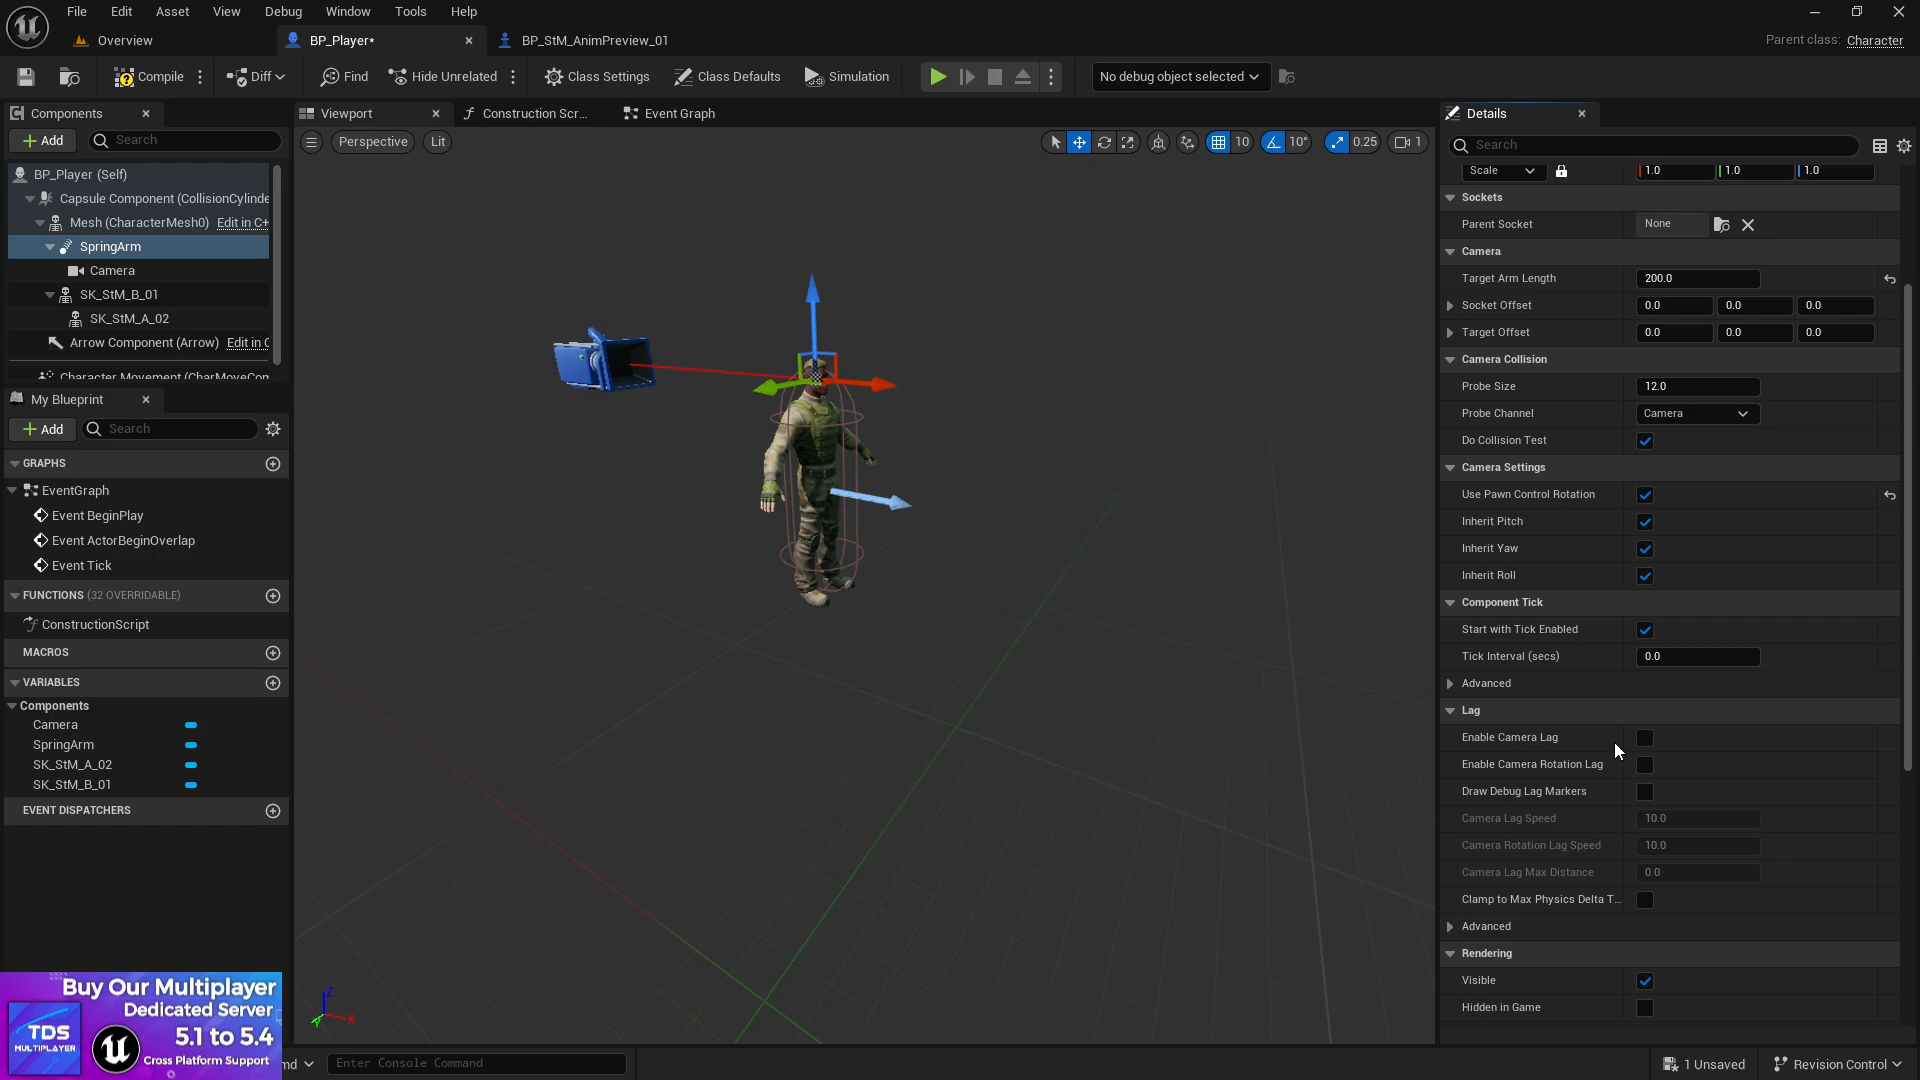 File Edit Asset View Debug Window Tools Help
Overview BP_Player* BP_StM_AnimPreview_01 Parent class: Character
Compile Diff Find Hide Unrelated Class Settings Class Defaults Simulation No debug object selected
Components
Add Search
BP_Player (Self)
Capsule Component (CollisionCylinde
Mesh (CharacterMesh0) Edit in C+
SpringArm
Camera
SK_StM_B_01
SK_StM_A_02
Arrow Component (Arrow) Edit in C
Character Movement (CharMoveCom
My Blueprint
Add Search
GRAPHS
EventGraph
Event BeginPlay
Event ActorBeginOverlap
Event Tick
FUNCTIONS (32 OVERRIDABLE)
ConstructionScript
MACROS
VARIABLES
Components
Camera
SpringArm
SK_StM_A_02
SK_StM_B_01
EVENT DISPATCHERS
Viewport Construction Scr... Event Graph
Perspective Lit 10 10° 0.25 1
Z
X
Y
Details
Search
Scale 1.0 1.0 1.0
Sockets
Parent Socket None
Camera
Target Arm Length 200.0
Socket Offset 0.0 0.0 0.0
Target Offset 0.0 0.0 0.0
Camera Collision
Probe Size 12.0
Probe Channel Camera
Do Collision Test
Camera Settings
Use Pawn Control Rotation
Inherit Pitch
Inherit Yaw
Inherit Roll
Component Tick
Start with Tick Enabled
Tick Interval (secs) 0.0
Advanced
Lag
Enable Camera Lag
Enable Camera Rotation Lag
Draw Debug Lag Markers
Camera Lag Speed 10.0
Camera Rotation Lag Speed 10.0
Camera Lag Max Distance 0.0
Clamp to Max Physics Delta T...
Advanced
Rendering
Visible
Hidden in Game
Buy Our Multiplayer
Dedicated Server
5.1 to 5.4
Cross Platform Support
TDS
MULTIPLAYER
md Enter Console Command 1 Unsaved Revision Control